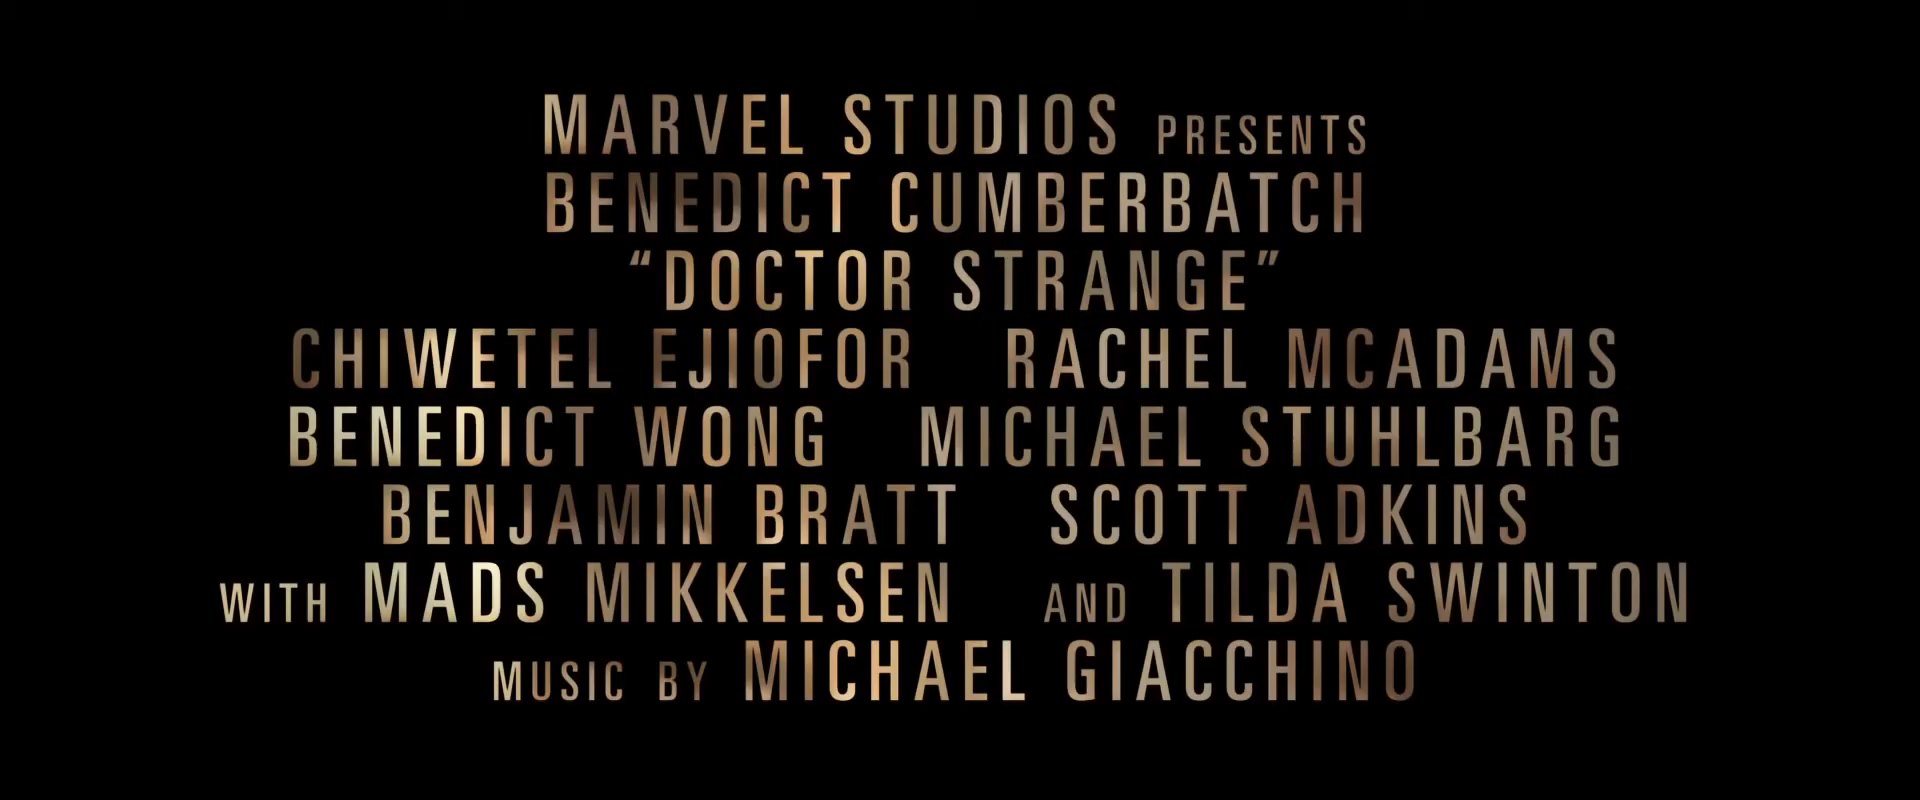 MARVEL STUDIOS PRESENTS
BENEDICT CUMBERBATCH
“DOCTOR STRANGE”
CHIWETEL EJIOFOR RACHEL MCADAMS
BENEDICT WONG MICHAEL STUHLBARG
BENJAMIN BRATT SCOTT ADKINS
WITH MADS MIKKELSEN AND TILDA SWINTON
MUSIC BY MICHAEL GIACCHINO